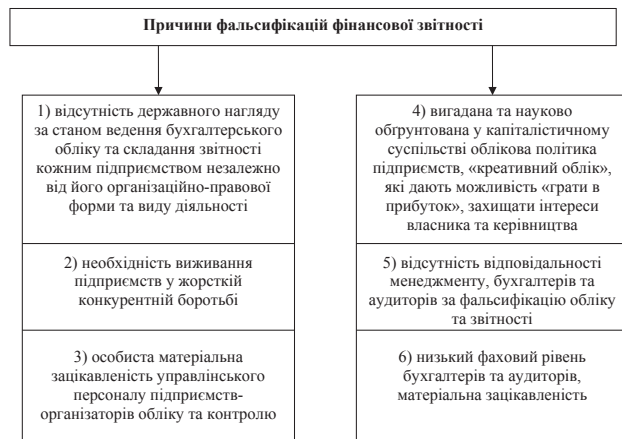 Причини фальсифікацій фінансової звітності
1) відсутність державного нагляду
за станом ведення бухгалтерського
обліку та складання звітності
кожним підприємством незалежно
від його організаційно-правової
форми та виду діяльності
2) необхідність виживання
підприємств у жорсткій
конкурентній боротьбі
3) особиста матеріальна
зацікавленість управлінського
персоналу підприємств-
організаторів обліку та контролю
4) вигадана та науково
обґрунтована у капіталістичному
суспільстві облікова політика
підприємств, «креативний облік»,
які дають можливість «грати в
прибуток», захищати інтереси
власника та керівництва
5) відсутність відповідальності
менеджменту, бухгалтерів та
аудиторів за фальсифікацію обліку
та звітності
6) низький фаховий рівень
бухгалтерів та аудиторів,
матеріальна зацікавленість